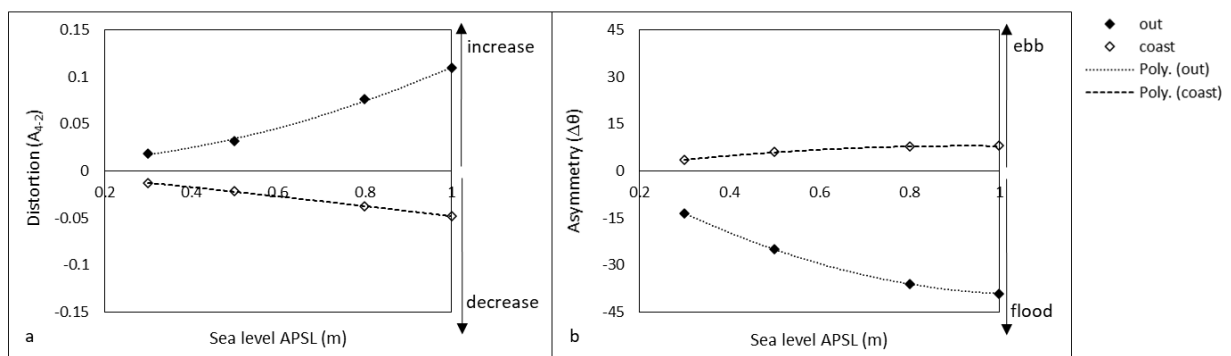 0.15
0.1
0.05
0
-0.05
-0.1
-0.15
0.2
0.4
0.6
0.8
1
Distortion (A4-2)
increase
decrease
a
Sea level APSL (m)
45
30
15
0
-15
-30
-45
0.2
0.4
0.6
0.8
1
Asymmetry (Δθ)
ebb
flood
b
Sea level APSL (m)
out
coast
Poly. (out)
Poly. (coast)